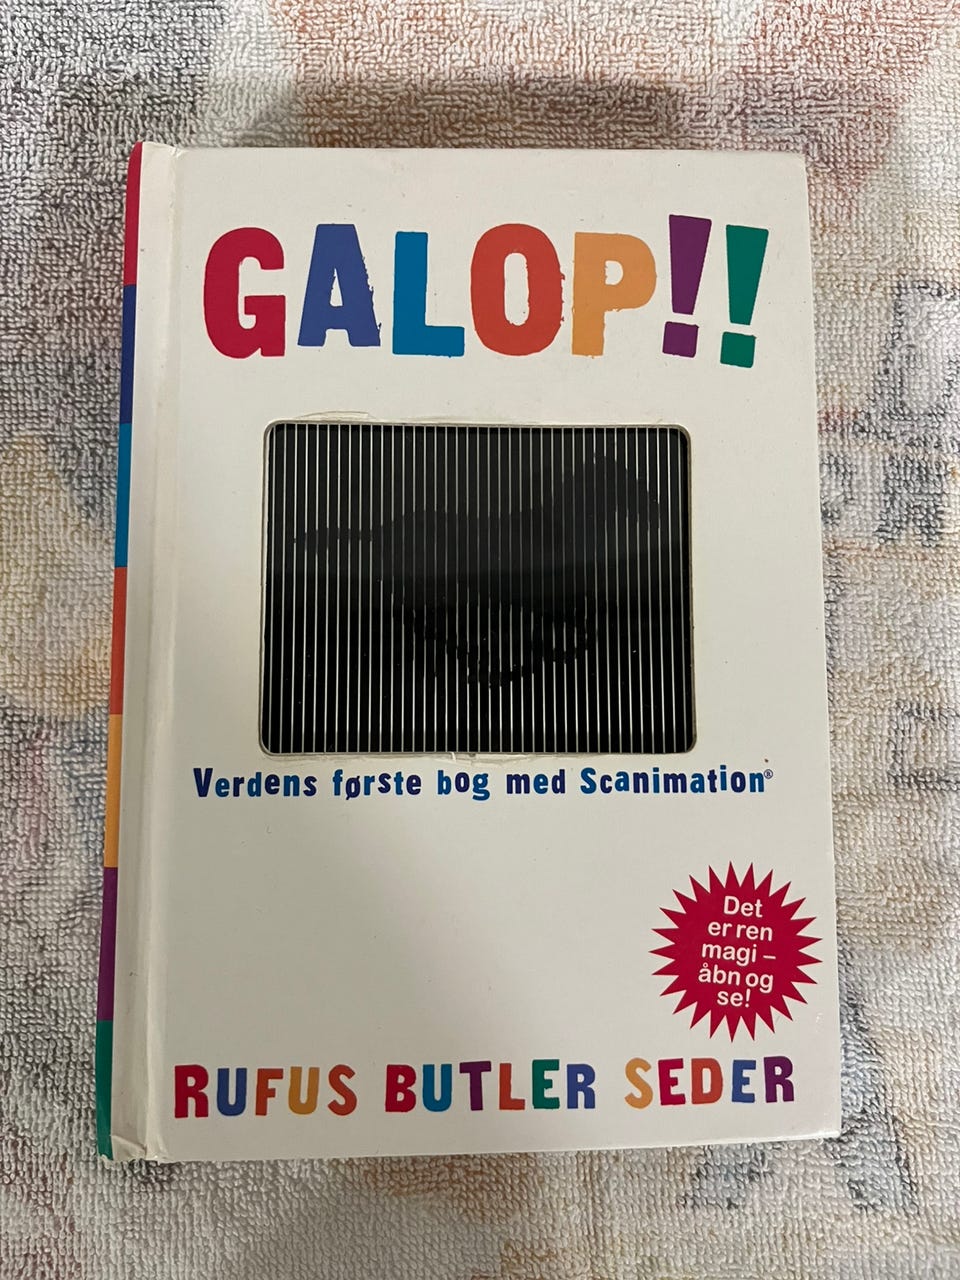 GALOP!!
Verdens første bog med Scanimation®
Det
er ren
magi –
åbn og
se!
RUFUS BUTLER SEDER